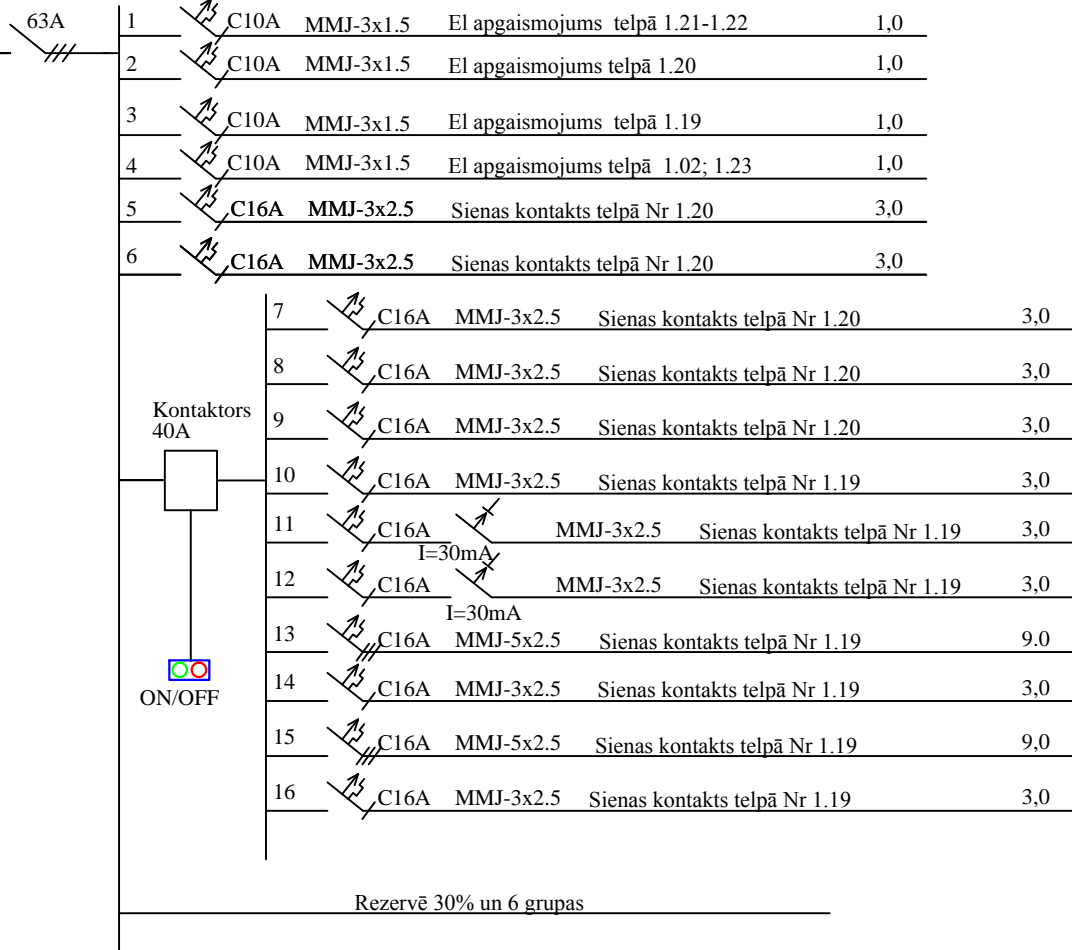 63A
1 C10A MMJ-3x1.5 El apgaismojums telpā 1.21-1.22 1,0
2 C10A MMJ-3x1.5 El apgaismojums telpā 1.20 1,0
3 C10A MMJ-3x1.5 El apgaismojums telpā 1.19 1,0
4 C10A MMJ-3x1.5 El apgaismojums telpā 1.02; 1.23 1,0
5 C16A MMJ-3x2.5 Sienas kontakts telpā Nr 1.20 3,0
6 C16A MMJ-3x2.5 Sienas kontakts telpā Nr 1.20 3,0
7 C16A MMJ-3x2.5 Sienas kontakts telpā Nr 1.20 3,0
8 C16A MMJ-3x2.5 Sienas kontakts telpā Nr 1.20 3,0
Kontaktors
40A
9 C16A MMJ-3x2.5 Sienas kontakts telpā Nr 1.20 3,0
10 C16A MMJ-3x2.5 Sienas kontakts telpā Nr 1.19 3,0
11 C16A MMJ-3x2.5 Sienas kontakts telpā Nr 1.19 3,0
I=30mA
12 C16A MMJ-3x2.5 Sienas kontakts telpā Nr 1.19 3,0
I=30mA
13 C16A MMJ-5x2.5 Sienas kontakts telpā Nr 1.19 9.0
ON/OFF
14 C16A MMJ-3x2.5 Sienas kontakts telpā Nr 1.19 3,0
15 C16A MMJ-5x2.5 Sienas kontakts telpā Nr 1.19 9,0
16 C16A MMJ-3x2.5 Sienas kontakts telpā Nr 1.19 3,0
Rezervē 30% un 6 grupas